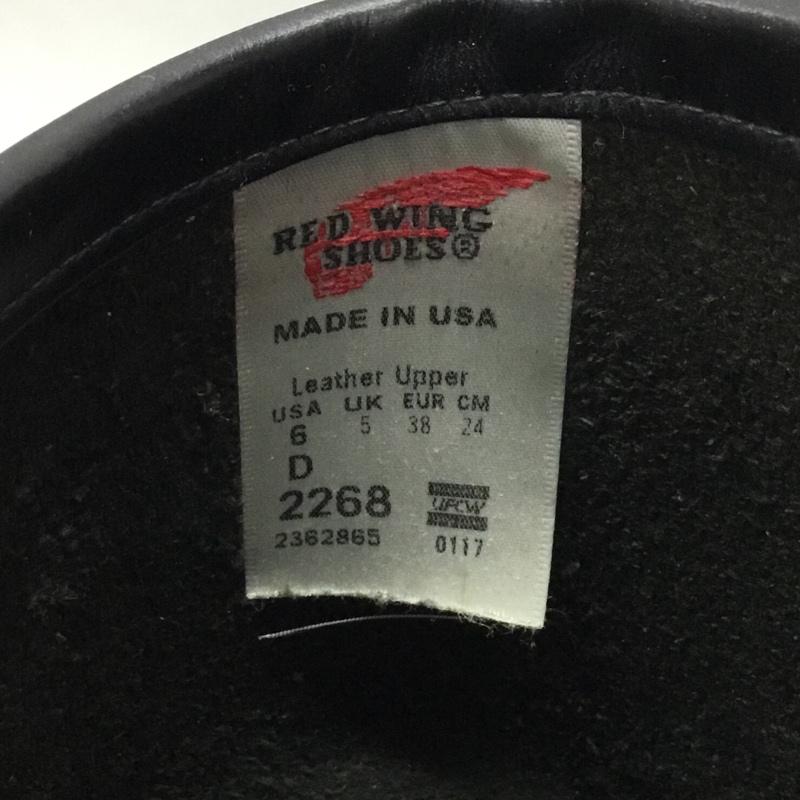 RED WING
SHOES®
MADE IN USA
Leather Upper
USA UK EUR CM
6 5 38 24
D
2268
UFCW
2362865 0117